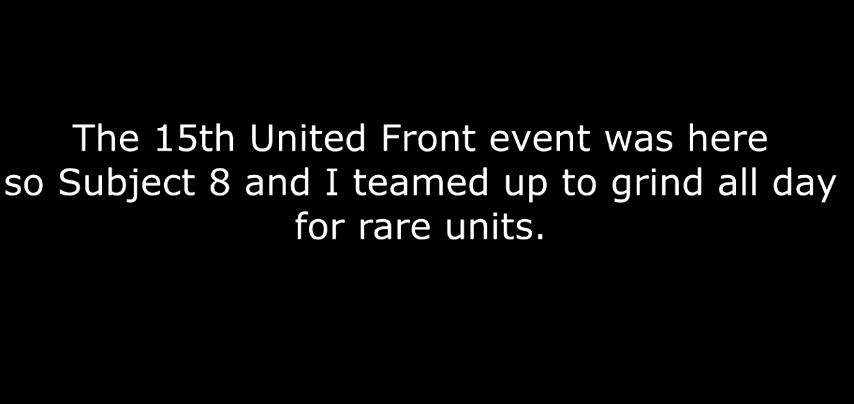 The 15th United Front event was here
so Subject 8 and I teamed up to grind all day
for rare units.